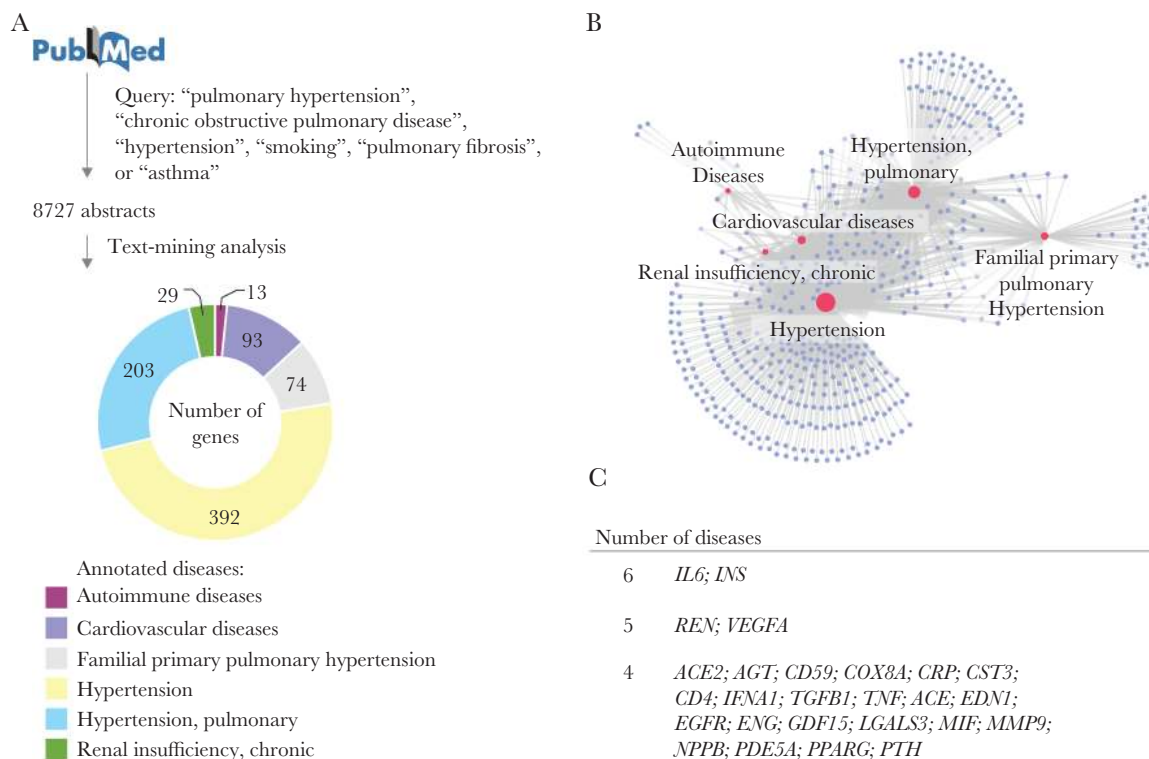 A
PubMed
Query: “pulmonary hypertension”,
“chronic obstructive pulmonary disease”,
“hypertension”, “smoking”, “pulmonary fibrosis”,
or “asthma”
8727 abstracts
Text-mining analysis
29
13
93
203
74
Number of
genes
392
Annotated diseases:
Autoimmune diseases
Cardiovascular diseases
Familial primary pulmonary hypertension
Hypertension
Hypertension, pulmonary
Renal insufficiency, chronic
B
Autoimmune
Diseases
Hypertension,
pulmonary
Cardiovascular diseases
Renal insufficiency, chronic
Familial primary
pulmonary
Hypertension
Hypertension
C
Number of diseases
6 IL6; INS
5 REN; VEGFA
4 ACE2; AGT; CD59; COX8A; CRP; CST3;
CD4; IFNA1; TGFB1; TNF; ACE; EDN1;
EGFR; ENG; GDF15; LGALS3; MIF; MMP9;
NPPB; PDE5A; PPARG; PTH